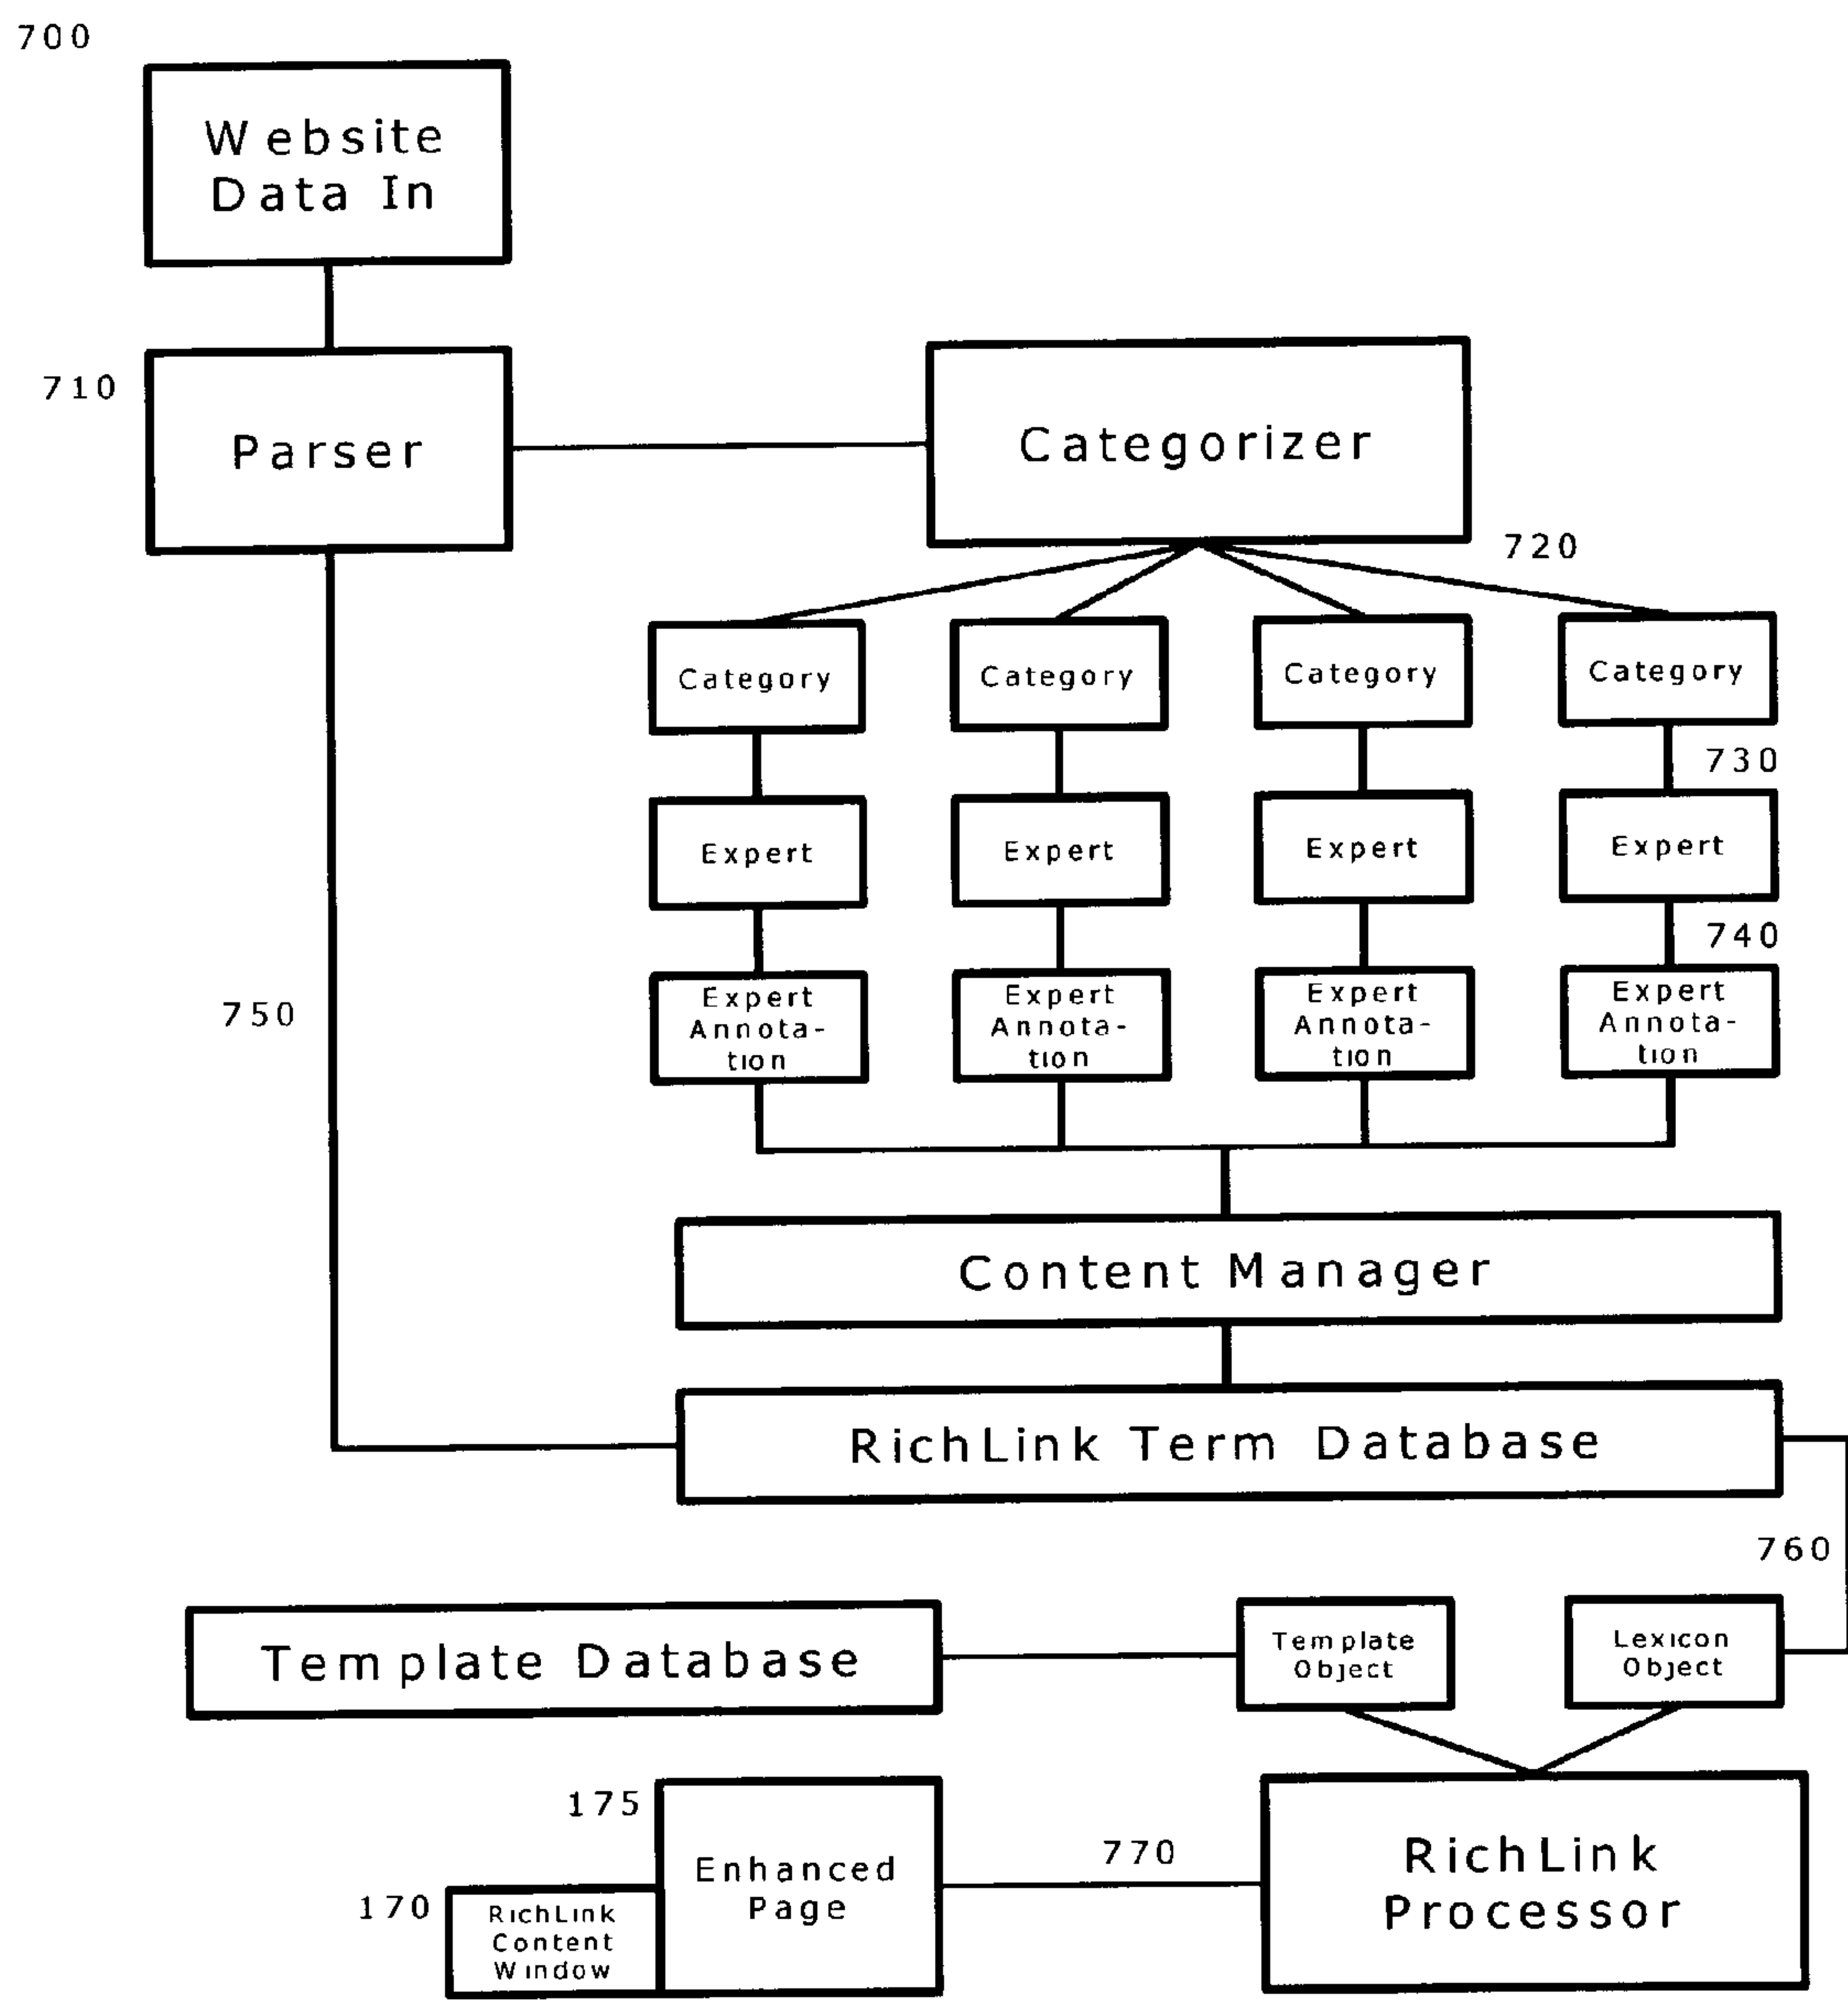 700
Website
Data In
710
Parser
Categorizer
720
Category
Category
Category
Category
730
Expert
Expert
Expert
Expert
740
Expert
Annota-
tion
Expert
Annota-
tion
Expert
Annota-
tion
Expert
Annota-
tion
750
Content Manager
RichLink Term Database
760
Template Database
Template
Object
Lexicon
Object
175
Enhanced
Page
770
RichLink
Processor
170
RichLink
Content
Window